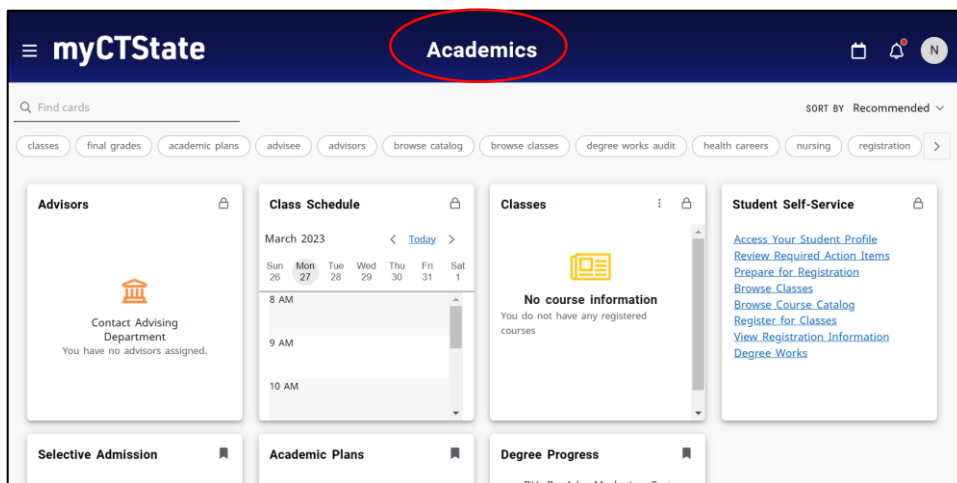 myCTState
Academics
N
Find cards
SORT BY Recommended
classes final grades academic plans advisee advisors browse catalog browse classes degree works audit health careers nursing registration
Advisors
Contact Advising
Department
You have no advisors assigned.
Class Schedule
March 2023 < Today >
Sun Mon Tue Wed Thu Fri Sat
26 27 28 29 30 31 1
8 AM
9 AM
10 AM
Classes
No course information
You do not have any registered
courses
Student Self-Service
Access Your Student Profile
Review Required Action Items
Prepare for Registration
Browse Classes
Browse Course Catalog
Register for Classes
View Registration Information
Degree Works
Selective Admission
Academic Plans
Degree Progress